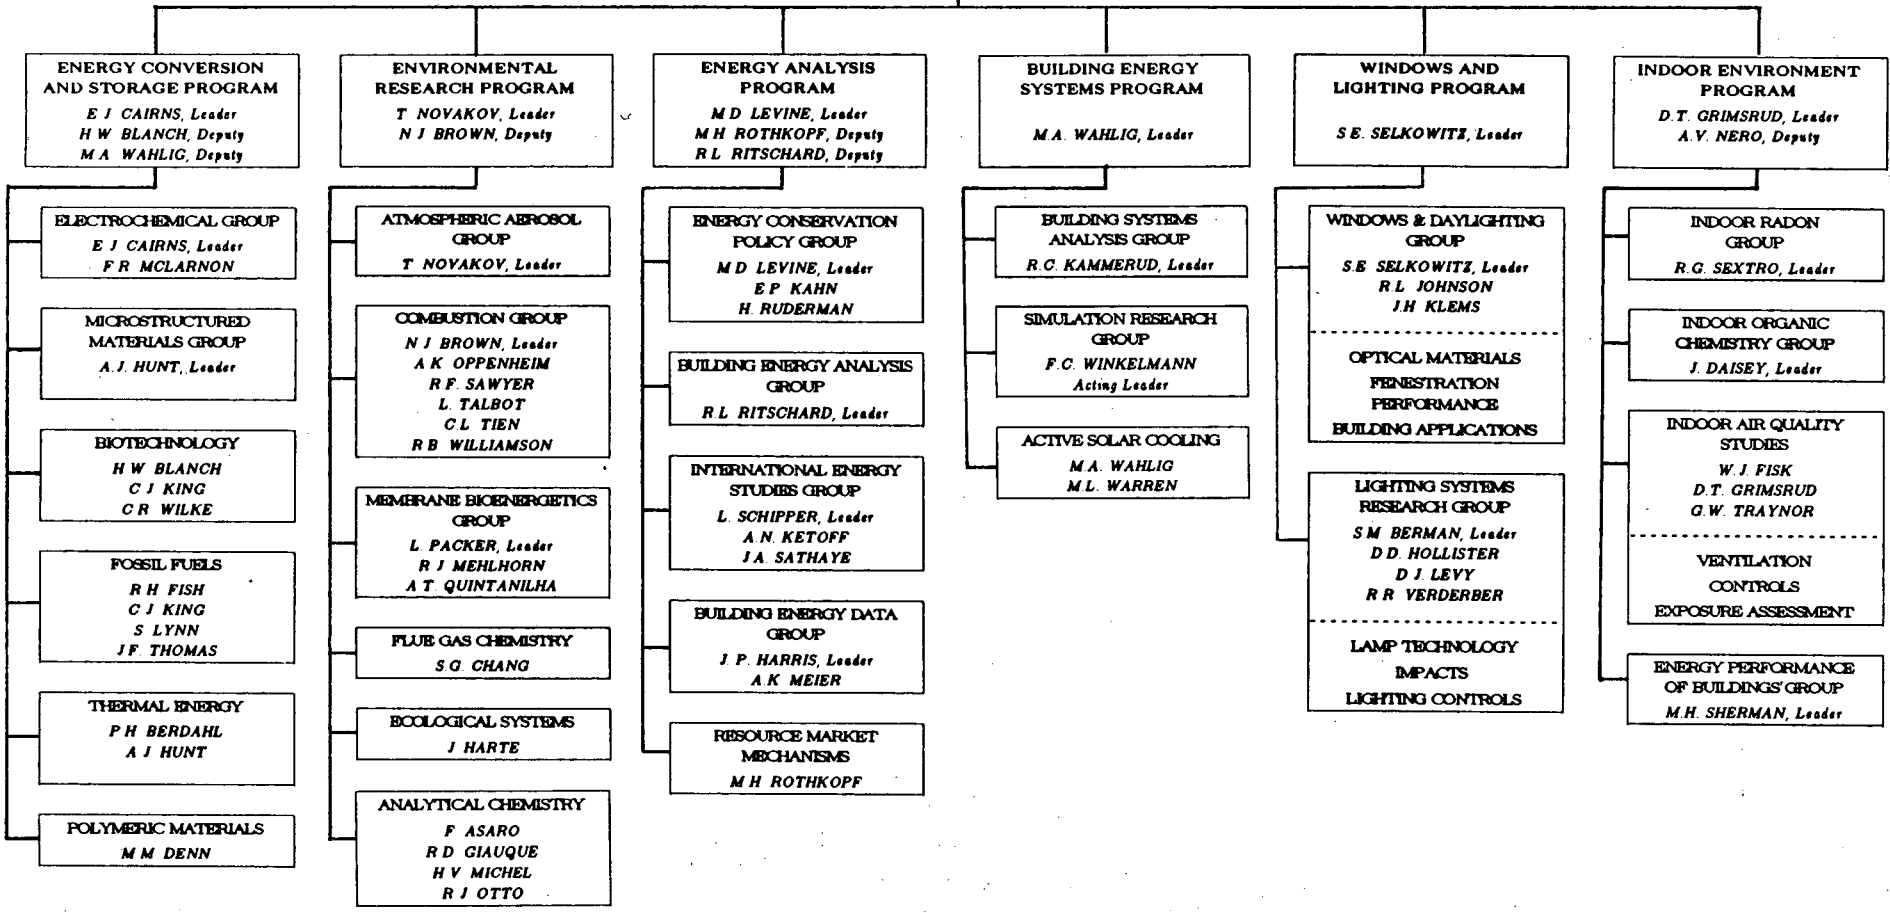 ENERGY CONVERSION
AND STORAGE PROGRAM
E J CAIRNS, Leader
H W BLANCH, Deputy
M A WAHLIG, Deputy
ELECTROCHEMICAL GROUP
E J CAIRNS, Leader
F R MCLARNON
MICROSTRUCTURED
MATERIALS GROUP
A.J. HUNT, Leader
BIOTECHNOLOGY
H W BLANCH
C J KING
C R WILKE
FOSSIL FUELS
R H FISH
C J KING
S LYNN
J.F. THOMAS
THERMAL ENERGY
P H BERDAHL
A J HUNT
POLYMERIC MATERIALS
M M DENN
ENVIRONMENTAL
RESEARCH PROGRAM
T NOVAKOV, Leader
N J BROWN, Deputy
ATMOSPHERIC AEROSOL
GROUP
T NOVAKOV, Leader
COMBUSTION GROUP
N J BROWN, Leader
A K OPPENHEIM
R F. SAWYER
L. TALBOT
C L TIEN
R B WILLIAMSON
MEMBRANE BIOENERGETICS
GROUP
L. PACKER, Leader
R J MEHLHORN
A T. QUINTANILHA
FLUE GAS CHEMISTRY
S.G. CHANG
ECOLOGICAL SYSTEMS
J HARTE
ANALYTICAL CHEMISTRY
F ASARO
R D GIAUQUE
H V MICHEL
R J OTTO
ENERGY ANALYSIS
PROGRAM
M D LEVINE, Leader
M H ROTHKOPF, Deputy
R L RITSCHARD, Deputy
ENERGY CONSERVATION
POLICY GROUP
M D LEVINE, Leader
E P KAHN
H. RUDERMAN
BUILDING ENERGY ANALYSIS
GROUP
R.L RITSCHARD, Leader
INTERNATIONAL ENERGY
STUDIES GROUP
L. SCHIPPER, Leader
A.N. KETOFF
J.A. SATHAYE
BUILDING ENERGY DATA
GROUP
J. P. HARRIS, Leader
A.K MEIER
RESOURCE MARKET
MECHANISMS
M H ROTHKOPF
BUILDING ENERGY
SYSTEMS PROGRAM
M.A. WAHLIG, Leader
BUILDING SYSTEMS
ANALYSIS GROUP
R.C. KAMMERUD, Leader
SIMULATION RESEARCH
GROUP
F.C. WINKELMANN
Acting Leader
ACTIVE SOLAR COOLING
M.A. WAHLIG
M.L. WARREN
WINDOWS AND
LIGHTING PROGRAM
S E. SELKOWITZ, Leader
WINDOWS & DAYLIGHTING
GROUP
S.E SELKOWITZ, Leader
R.L JOHNSON
J.H KLEMS
OPTICAL MATERIALS
FENESTRATION
PERFORMANCE
BUILDING APPLICATIONS
LIGHTING SYSTEMS
RESEARCH GROUP
S M BERMAN, Leader
D D. HOLLISTER
D J. LEVY
R R VERDERBER
LAMP TECHNOLOGY
IMPACTS
LIGHTING CONTROLS
INDOOR ENVIRONMENT
PROGRAM
D.T. GRIMSRUD, Leader
A.V. NERO, Deputy
INDOOR RADON
GROUP
R.G. SEXTRO, Leader
INDOOR ORGANIC
CHEMISTRY GROUP
J. DAISEY, Leader
INDOOR AIR QUALITY
STUDIES
W.J. FISK
D.T. GRIMSRUD
G.W. TRAYNOR
VENTILATION
CONTROLS
EXPOSURE ASSESSMENT
ENERGY PERFORMANCE
OF BUILDINGS' GROUP
M.H. SHERMAN, Leader